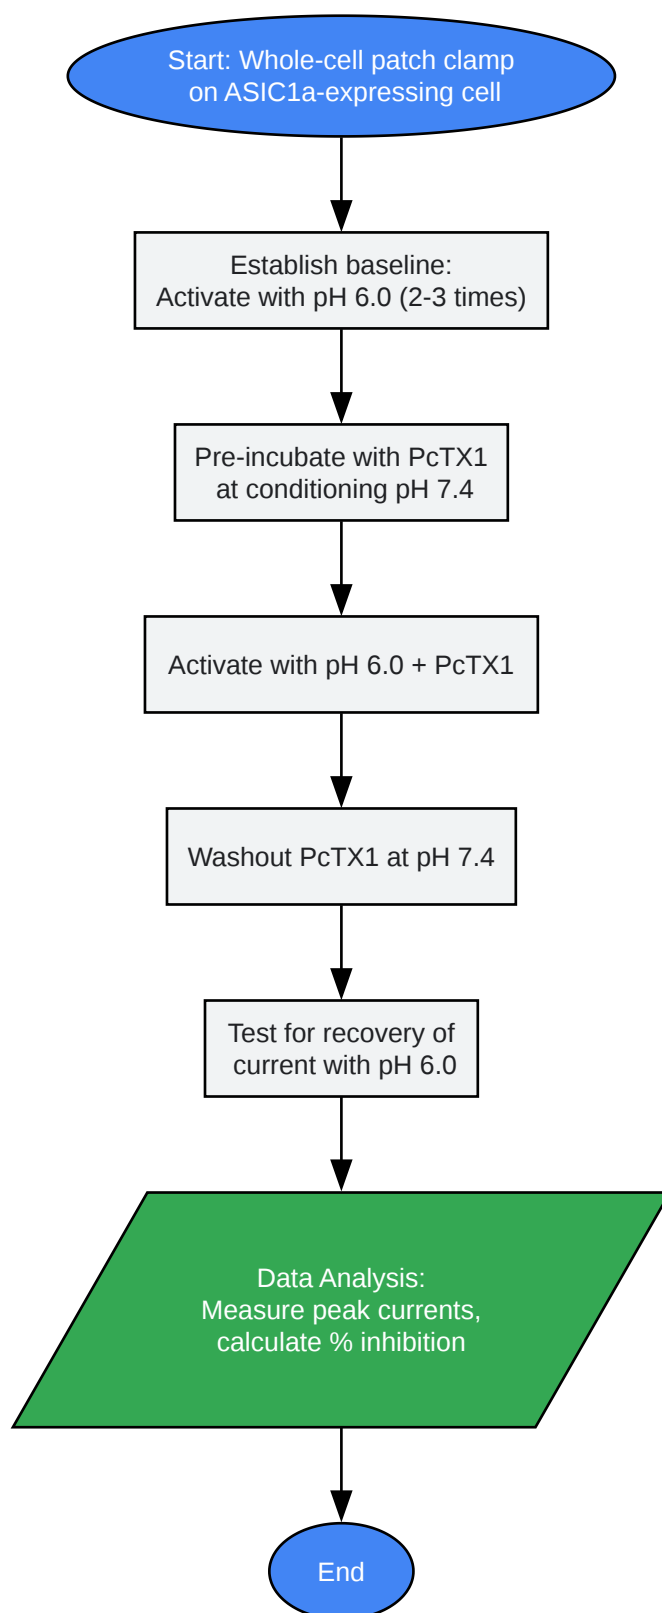 Start: Whole-cell patch clamp
on ASIC1a-expressing cell
Establish baseline:
Activate with pH 6.0 (2-3 times)
Pre-incubate with PcTX1
at conditioning pH 7.4
Activate with pH 6.0 + PcTX1
Washout PcTX1 at pH 7.4
Test for recovery of
current with pH 6.0
Data Analysis:
Measure peak currents,
calculate % inhibition
End